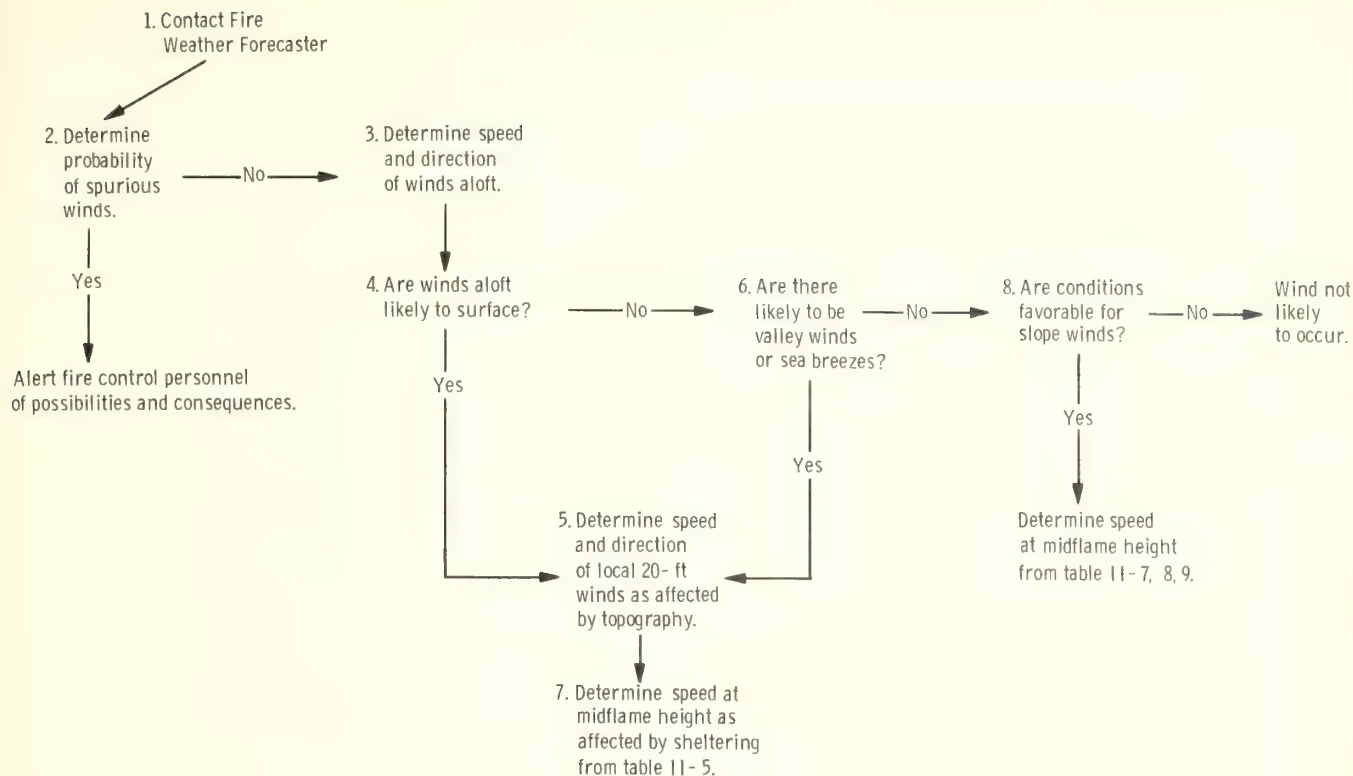 1. Contact Fire
Weather Forecaster
2. Determine
probability
of spurious
winds.
No
3. Determine speed
and direction
of winds aloft.
Yes
Alert fire control personnel
of possibilities and consequences.
4. Are winds aloft
likely to surface?
No
6. Are there
likely to be
valley winds
or sea breezes?
No
8. Are conditions
favorable for
slope winds?
No
Wind not
likely
to occur.
Yes
Yes
Yes
5. Determine speed
and direction
of local 20-ft
winds as affected
by topography.
Determine speed
at midflame height
from table II-7, 8, 9.
7. Determine speed at
midflame height as
affected by sheltering
from table II-5.